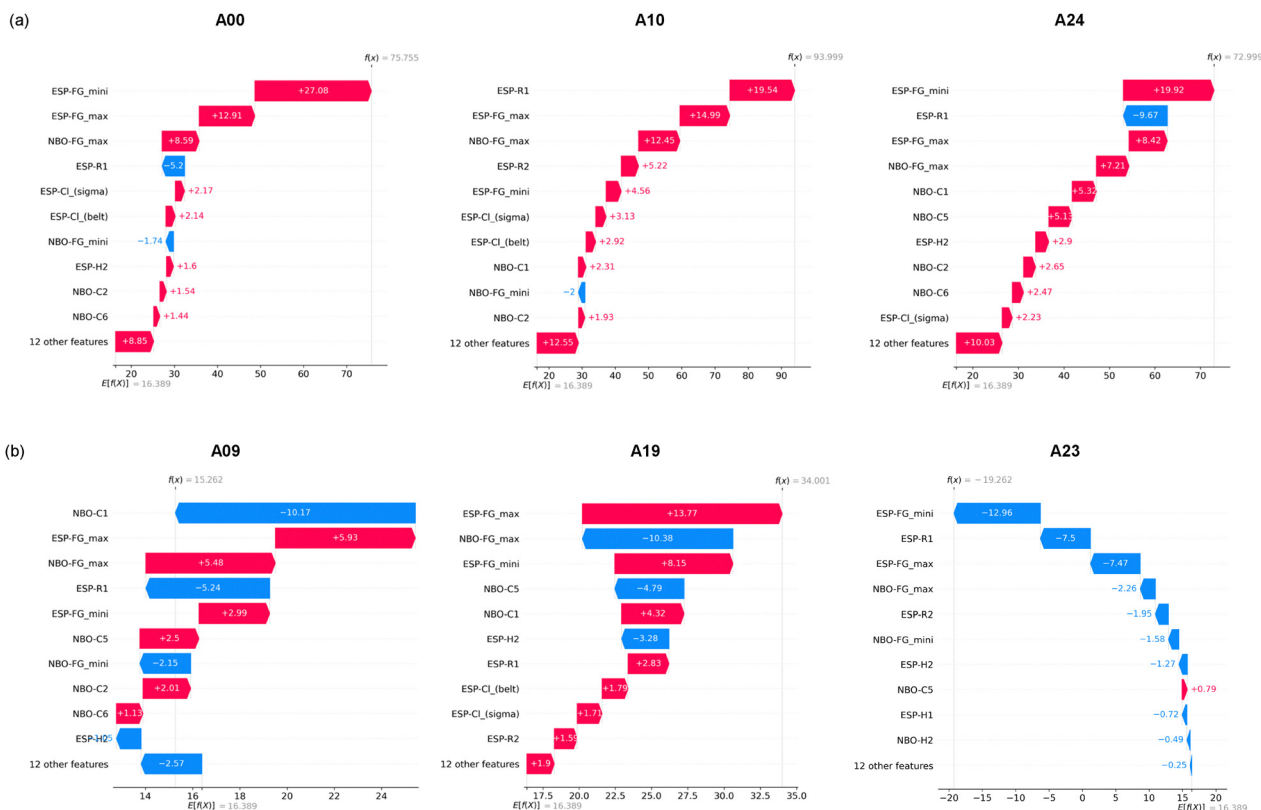 (a)
A00
f(x) = 75.755
ESP-FG_mini +27.08
ESP-FG_max +12.91
NBO-FG_max +8.59
ESP-R1 −5.2
ESP-Cl_(sigma) +2.17
ESP-Cl_(belt) +2.14
NBO-FG_mini −1.74
ESP-H2 +1.6
NBO-C2 +1.54
NBO-C6 +1.44
12 other features +8.85
20 30 40 50 60 70
E[f(X)] = 16.389
A10
f(x) = 93.999
ESP-R1 +19.54
ESP-FG_max +14.99
NBO-FG_max +12.45
ESP-R2 +5.22
ESP-FG_mini +4.56
ESP-Cl_(sigma) +3.13
ESP-Cl_(belt) +2.92
NBO-C1 +2.31
NBO-FG_mini −2
NBO-C2 +1.93
12 other features +12.55
20 30 40 50 60 70 80 90
E[f(X)] = 16.389
A24
f(x) = 72.999
ESP-FG_mini +19.92
ESP-R1 −9.67
ESP-FG_max +8.42
NBO-FG_max +7.21
NBO-C1 +5.32
NBO-C5 +5.13
ESP-H2 +2.9
NBO-C2 +2.65
NBO-C6 +2.47
ESP-Cl_(sigma) +2.23
12 other features +10.03
20 30 40 50 60 70
E[f(X)] = 16.389
(b)
A09
f(x) = 15.262
NBO-C1 −10.17
ESP-FG_max +5.93
NBO-FG_max +5.48
ESP-R1 −5.24
ESP-FG_mini +2.99
NBO-C5 +2.5
NBO-FG_mini −2.15
NBO-C2 +2.01
NBO-C6 +1.13
ESP-H2
12 other features −2.57
14 16 18 20 22 24
E[f(X)] = 16.389
A19
f(x) = 34.001
ESP-FG_max +13.77
NBO-FG_max −10.38
ESP-FG_mini +8.15
NBO-C5 −4.79
NBO-C1 +4.32
ESP-H2 −3.28
ESP-R1 +2.83
ESP-Cl_(belt) +1.79
ESP-Cl_(sigma) +1.71
ESP-R2 +1.59
12 other features +1.9
17.5 20.0 22.5 25.0 27.5 30.0 32.5 35.0
E[f(X)] = 16.389
A23
f(x) = −19.262
ESP-FG_mini −12.96
ESP-R1 −7.5
ESP-FG_max −7.47
NBO-FG_max −2.26
ESP-R2 −1.95
NBO-FG_mini −1.58
ESP-H2 −1.27
NBO-C5 +0.79
ESP-H1 −0.72
NBO-H2 −0.49
12 other features −0.25
−20 −15 −10 −5 0 5 10 15 20
E[f(X)] = 16.389